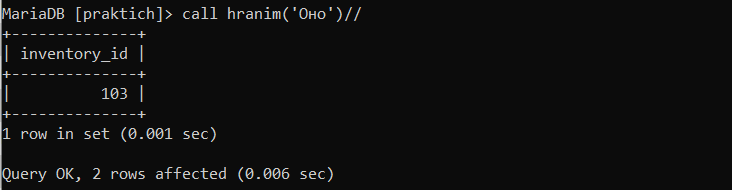 MariaDB [praktich]> call hranim('Оно')//
+--------------+
| inventory_id |
+--------------+
|          103 |
+--------------+
1 row in set (0.001 sec)

Query OK, 2 rows affected (0.006 sec)